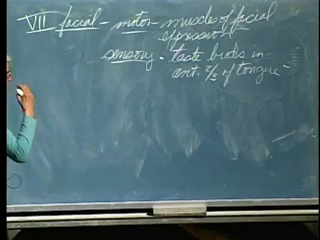 VII facial - motor - muscles of facial
expression
sensory - taste buds in
ant. 2/3 of tongue